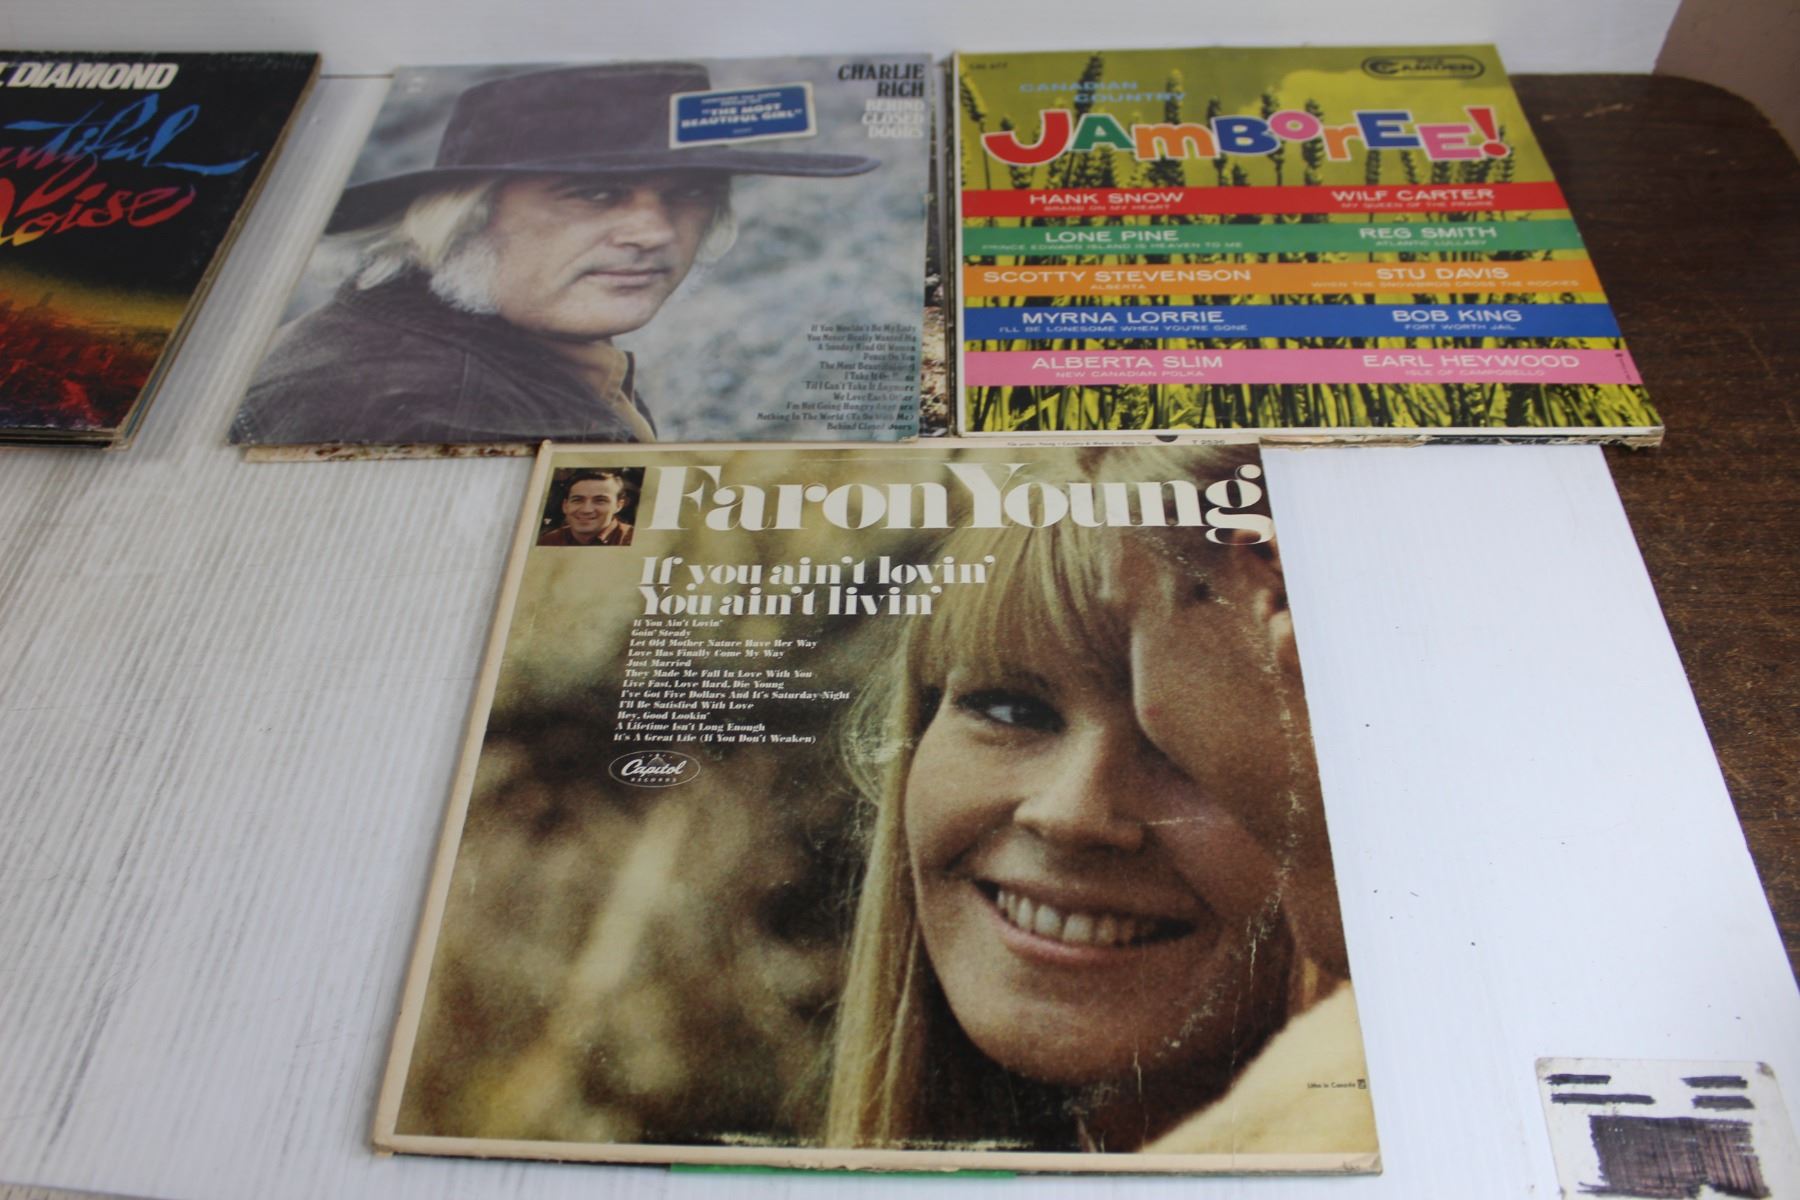 DIAMOND
Noise
CHARLIE
RICH
BEHIND
CLOSED
DOORS
"THE MOST
BEAUTIFUL GIRL"
If You Wouldn't Be My Lady
You Never Really Wanted Me
A Sunday Kind Of Woman
Peace On You
The Most Beautiful
I Take It On
'Til I Can't Take It Anymore
We Love Each Other
I'm Not Going Hungry Anymore
Nothing In The World (To Do With Me)
Behind Closed Doors
CAMDEN
CANADIAN
COUNTRY
JAmBorEE!
HANK SNOW
BRAND ON MY HEART
WILF CARTER
MY QUEEN OF THE PRAIRIE
LONE PINE
PRINCE EDWARD ISLAND IS HEAVEN TO ME
REG SMITH
ATLANTIC LULLABY
SCOTTY STEVENSON
ALBERTA
STU DAVIS
WHEN THE SNOWBIRDS CROSS THE ROCKIES
MYRNA LORRIE
I'LL BE LONESOME WHEN YOU'RE GONE
BOB KING
FORT WORTH JAIL
ALBERTA SLIM
NEW CANADIAN POLKA
EARL HEYWOOD
ISLE OF CAMPOBELLO
T 2536
Faron Young
If you ain't lovin'
You ain't livin'
If You Ain't Lovin'
Goin' Steady
Let Old Mother Nature Have Her Way
Love Has Finally Come My Way
Just Married
They Made Me Fall In Love With You
Live Fast, Love Hard, Die Young
I've Got Five Dollars And It's Saturday Night
I'll Be Satisfied With Love
Hey, Good Lookin'
A Lifetime Isn't Long Enough
It's A Great Life (If You Don't Weaken)
Capitol
RECORDS
Litho in Canada